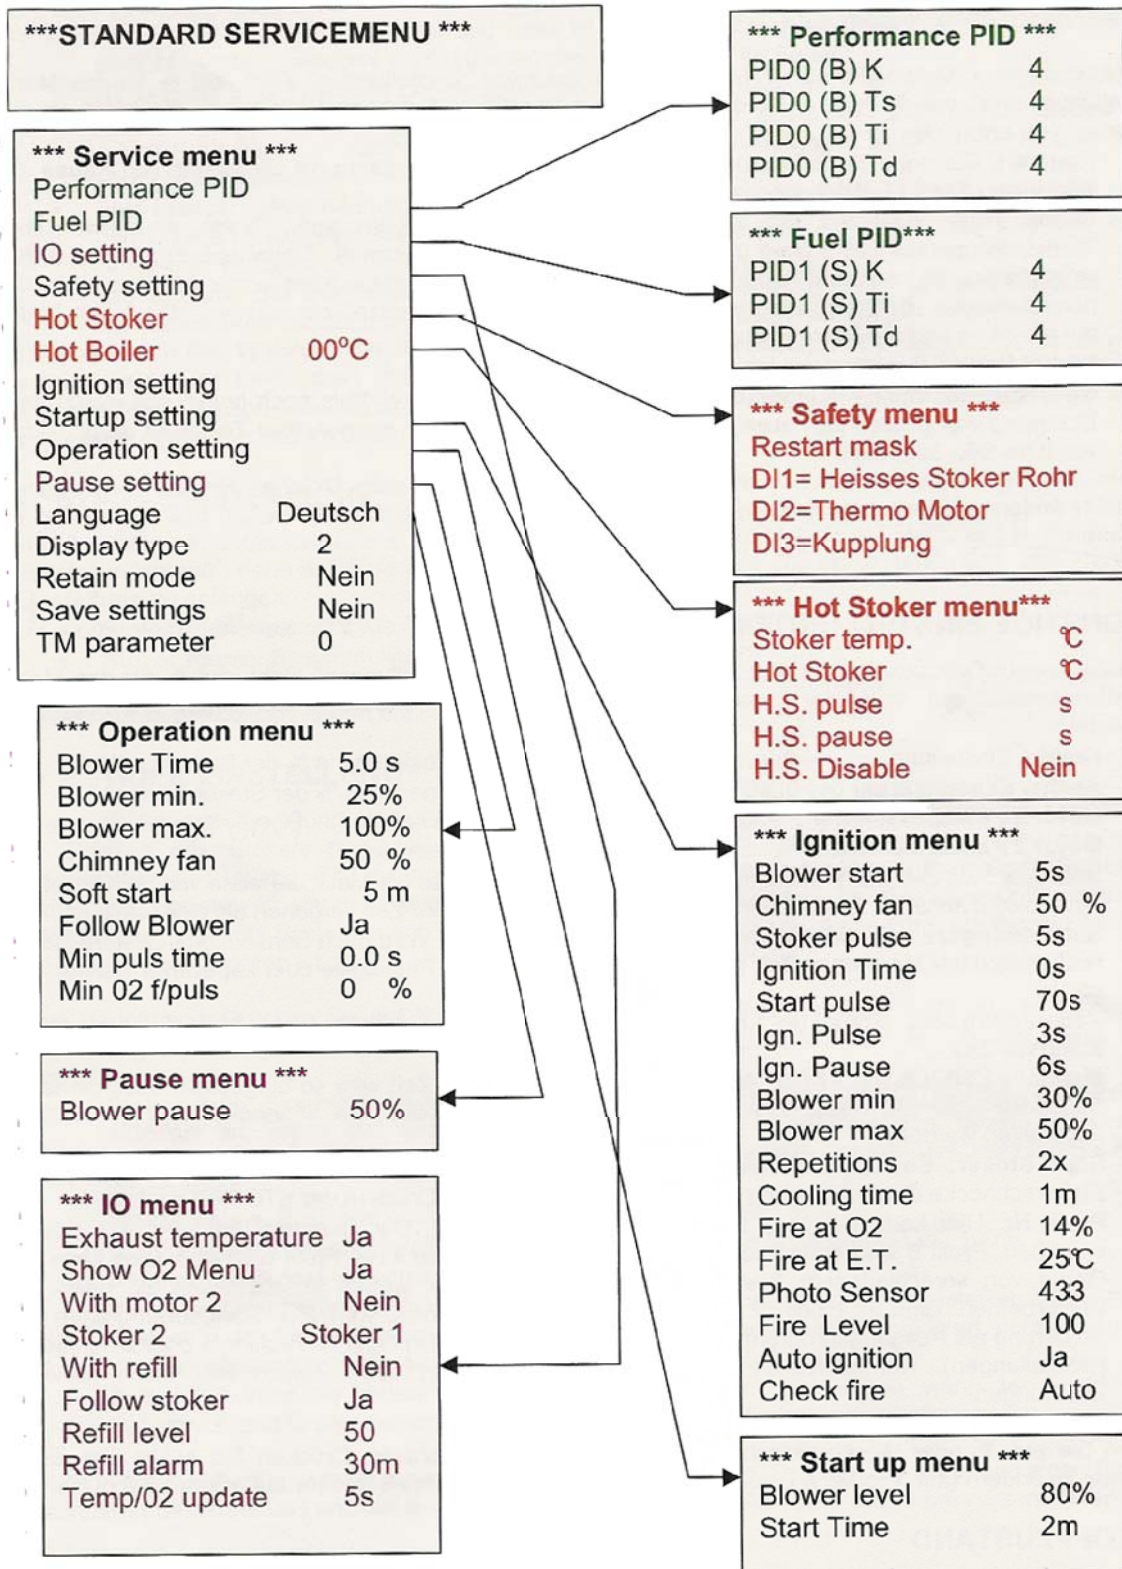 ***STANDARD SERVICEMENU ***
*** Service menu ***
Performance PID
Fuel PID
IO setting
Safety setting
Hot Stoker
Hot Boiler 00°C
Ignition setting
Startup setting
Operation setting
Pause setting
Language Deutsch
Display type 2
Retain mode Nein
Save settings Nein
TM parameter 0
*** Operation menu ***
Blower Time 5.0 s
Blower min. 25%
Blower max. 100%
Chimney fan 50 %
Soft start 5 m
Follow Blower Ja
Min puls time 0.0 s
Min 02 f/puls 0 %
*** Pause menu ***
Blower pause 50%
*** IO menu ***
Exhaust temperature Ja
Show O2 Menu Ja
With motor 2 Nein
Stoker 2 Stoker 1
With refill Nein
Follow stoker Ja
Refill level 50
Refill alarm 30m
Temp/02 update 5s
*** Performance PID ***
PID0 (B) K 4
PID0 (B) Ts 4
PID0 (B) Ti 4
PID0 (B) Td 4
*** Fuel PID***
PID1 (S) K 4
PID1 (S) Ti 4
PID1 (S) Td 4
*** Safety menu ***
Restart mask
DI1= Heisses Stoker Rohr
DI2=Thermo Motor
DI3=Kupplung
*** Hot Stoker menu***
Stoker temp. °C
Hot Stoker °C
H.S. pulse s
H.S. pause s
H.S. Disable Nein
*** Ignition menu ***
Blower start 5s
Chimney fan 50 %
Stoker pulse 5s
Ignition Time 0s
Start pulse 70s
Ign. Pulse 3s
Ign. Pause 6s
Blower min 30%
Blower max 50%
Repetitions 2x
Cooling time 1m
Fire at O2 14%
Fire at E.T. 25°C
Photo Sensor 433
Fire Level 100
Auto ignition Ja
Check fire Auto
*** Start up menu ***
Blower level 80%
Start Time 2m